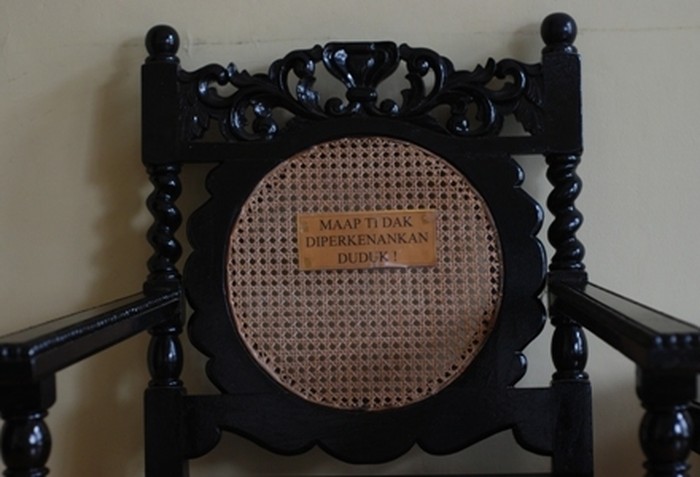 MAAP Ti DAK
DIPERKENANKAN
DUDUK !